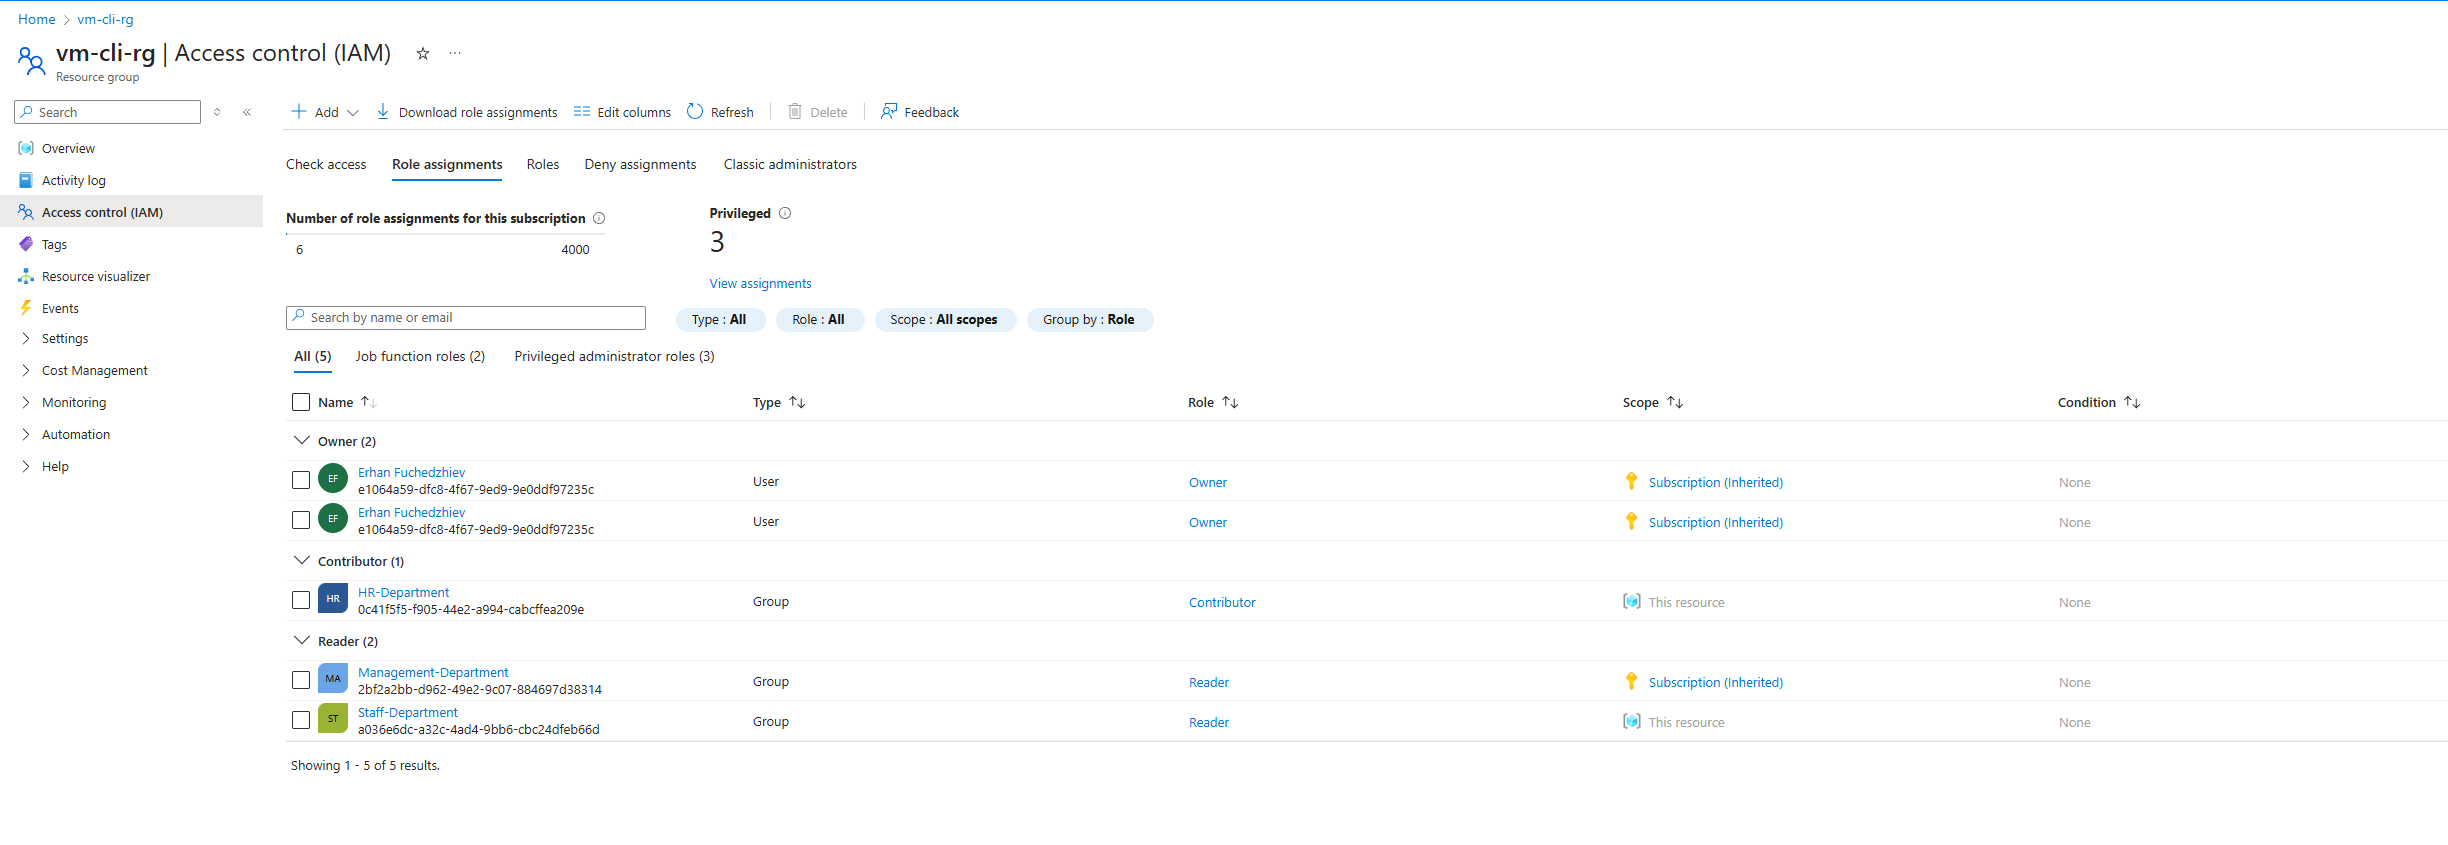 Home > vm-cli-rg
vm-cli-rg | Access control (IAM)
Resource group
Search
Overview
Activity log
Access control (IAM)
Tags
Resource visualizer
Events
Settings
Cost Management
Monitoring
Automation
Help
Add Download role assignments Edit columns Refresh Delete Feedback
Check access Role assignments Roles Deny assignments Classic administrators
Number of role assignments for this subscription
6 4000
Privileged
3
View assignments
Search by name or email Type : All Role : All Scope : All scopes Group by : Role
All (5) Job function roles (2) Privileged administrator roles (3)
Name Type Role Scope Condition
Owner (2)
EF Erhan Fuchedzhiev
e1064a59-dfc8-4f67-9ed9-9e0ddf97235c User Owner Subscription (Inherited) None
EF Erhan Fuchedzhiev
e1064a59-dfc8-4f67-9ed9-9e0ddf97235c User Owner Subscription (Inherited) None
Contributor (1)
HR HR-Department
0c41f5f5-f905-44e2-a994-cabcffea209e Group Contributor This resource None
Reader (2)
MA Management-Department
2bf2a2bb-d962-49e2-9c07-884697d38314 Group Reader Subscription (Inherited) None
ST Staff-Department
a036e6dc-a32c-4ad4-9bb6-cbc24dfeb66d Group Reader This resource None
Showing 1 - 5 of 5 results.